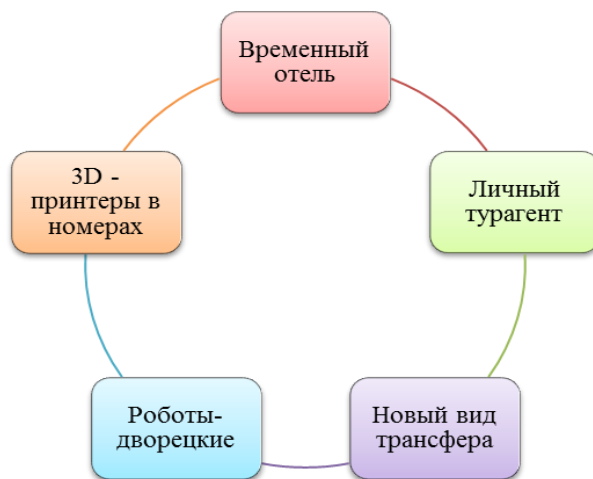 Временный
отель
Личный
турагент
Новый вид
трансфера
Роботы-
дворецкие
3D -
принтеры в
номерах